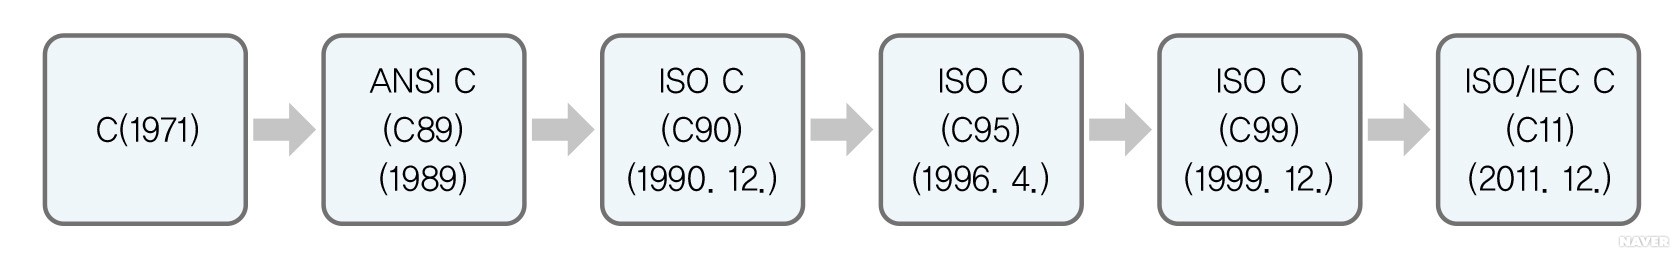 C(1971)
ANSI C
(C89)
(1989)
ISO C
(C90)
(1990. 12.)
ISO C
(C95)
(1996. 4.)
ISO C
(C99)
(1999. 12.)
ISO/IEC C
(C11)
(2011. 12.)
NAVER